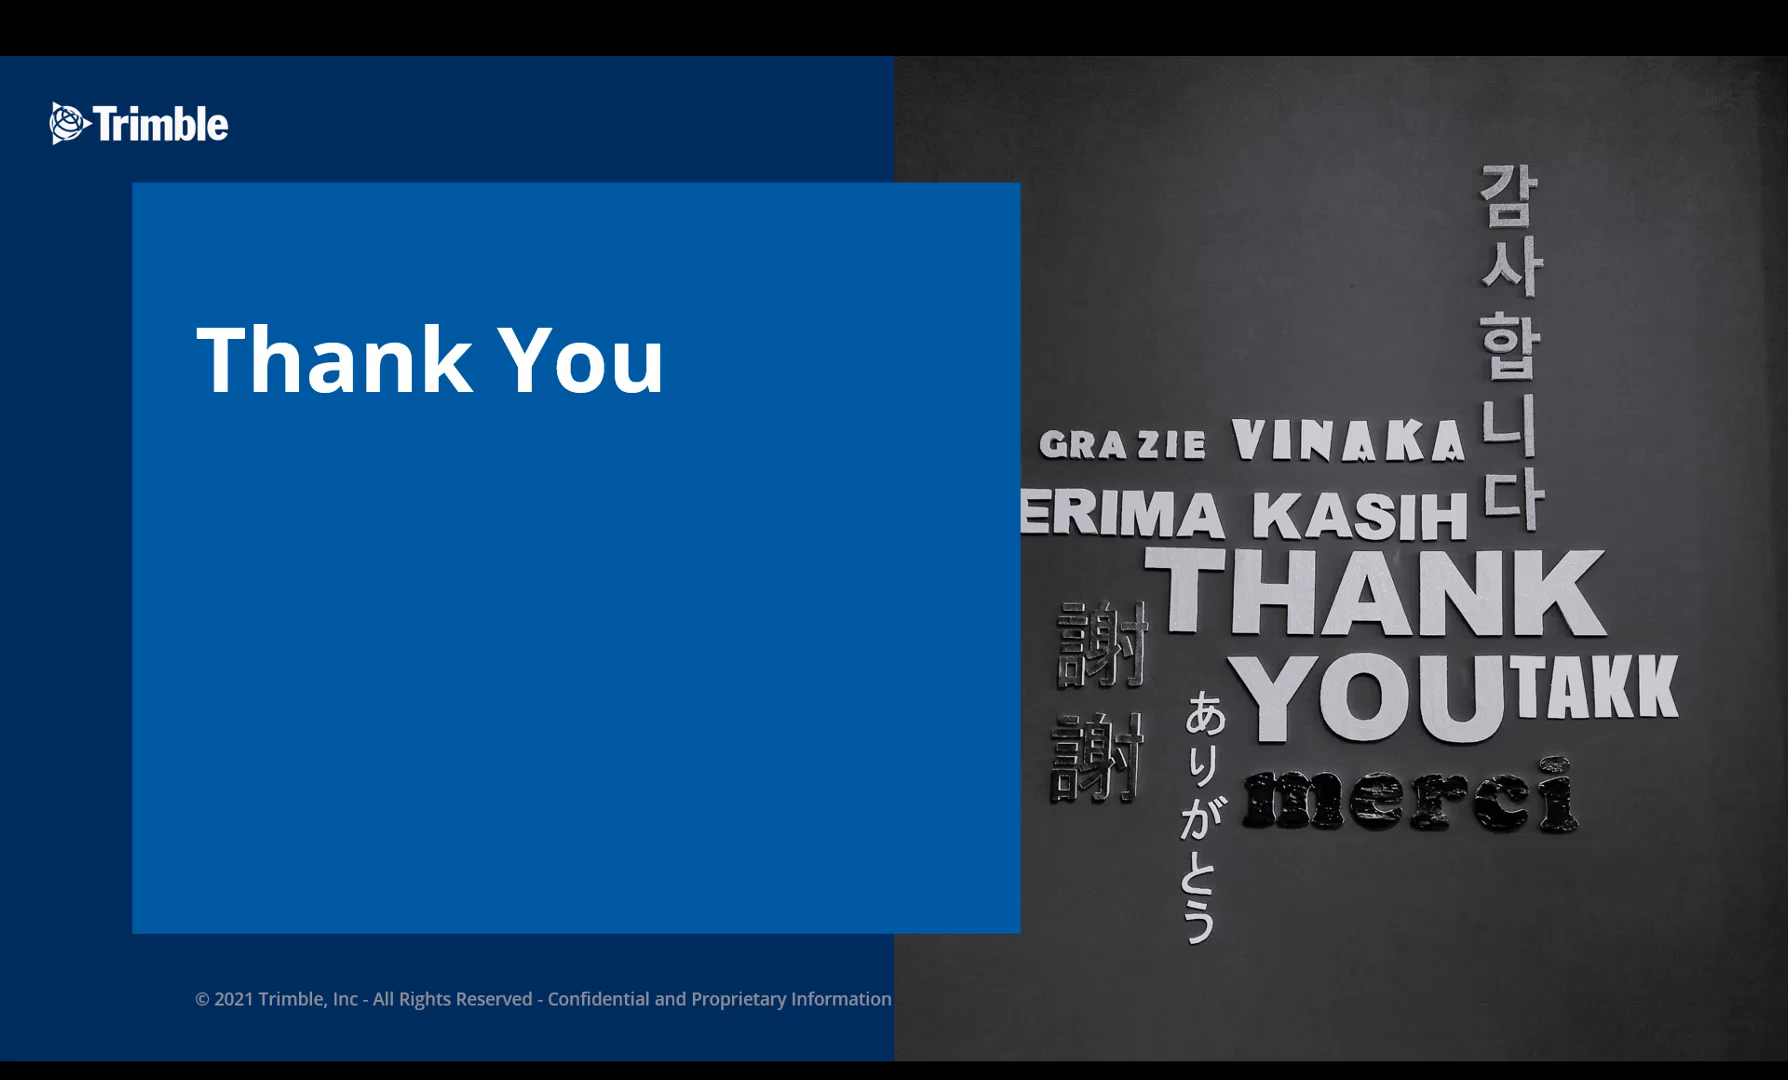 Trimble
Thank You
© 2021 Trimble, Inc - All Rights Reserved - Confidential and Proprietary Information
감사합니다
GRAZIE VINAKA
ERIMA KASIH
THANK
YOU TAKK
謝謝
ありがとう
merci